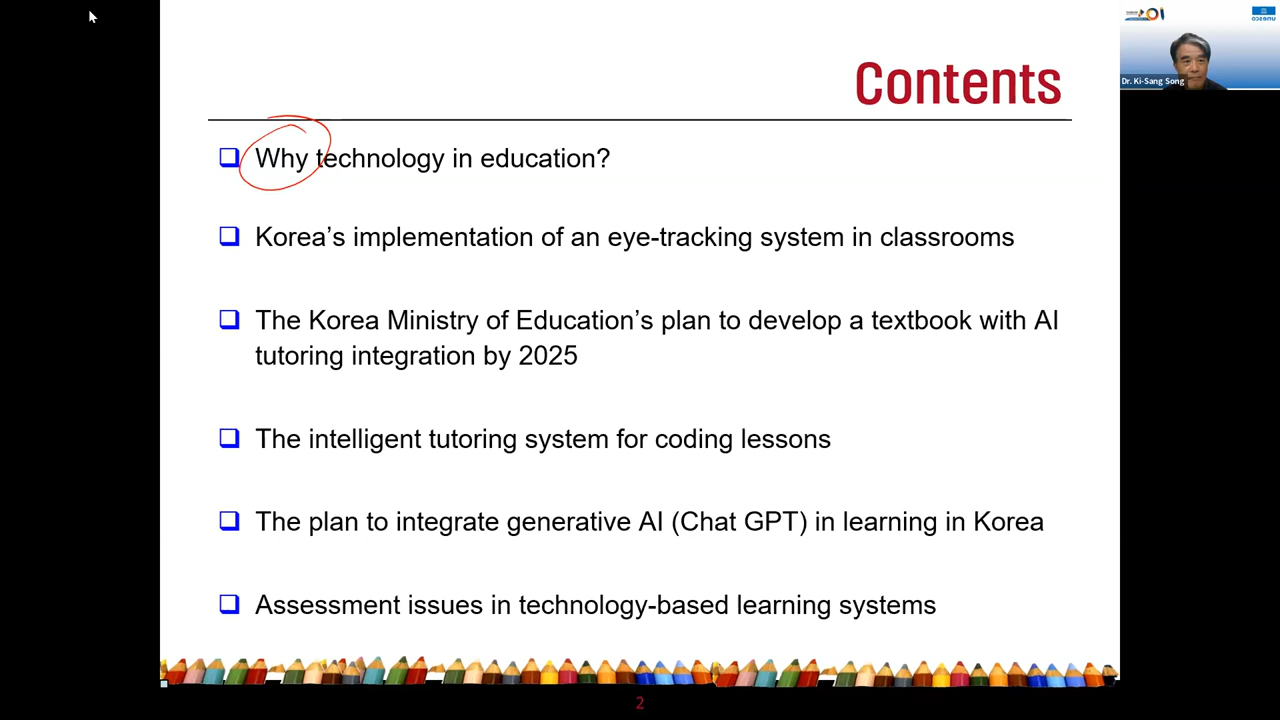 Contents
Why technology in education?
Korea's implementation of an eye-tracking system in classrooms
The Korea Ministry of Education's plan to develop a textbook with AI
tutoring integration by 2025
The intelligent tutoring system for coding lessons
The plan to integrate generative AI (Chat GPT) in learning in Korea
Assessment issues in technology-based learning systems
2
Dr. Ki-Sang Song